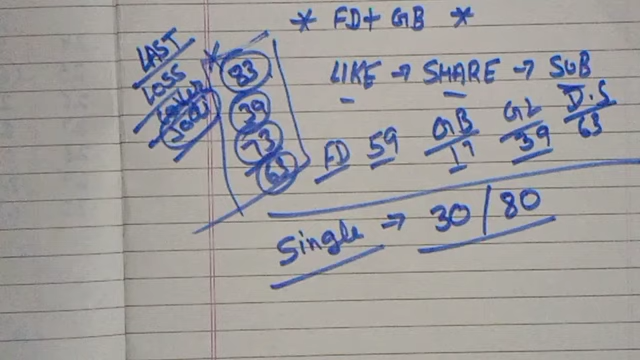 * FD+ GB *
LAST
LOSS
Jodi
83
39
73
63
LIKE → SHARE → SUB
FD 59 GB 17 GL 39 D.S 63
Single → 30/80